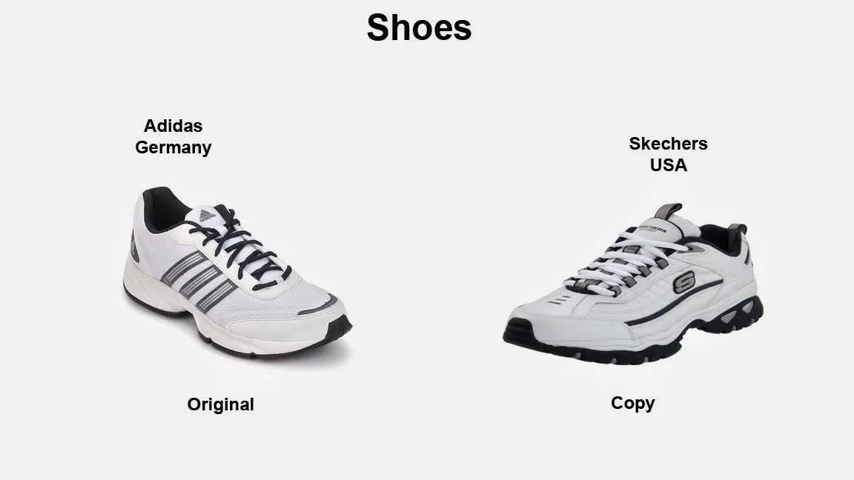 Shoes
Adidas
Germany
Skechers
USA
Original
Copy